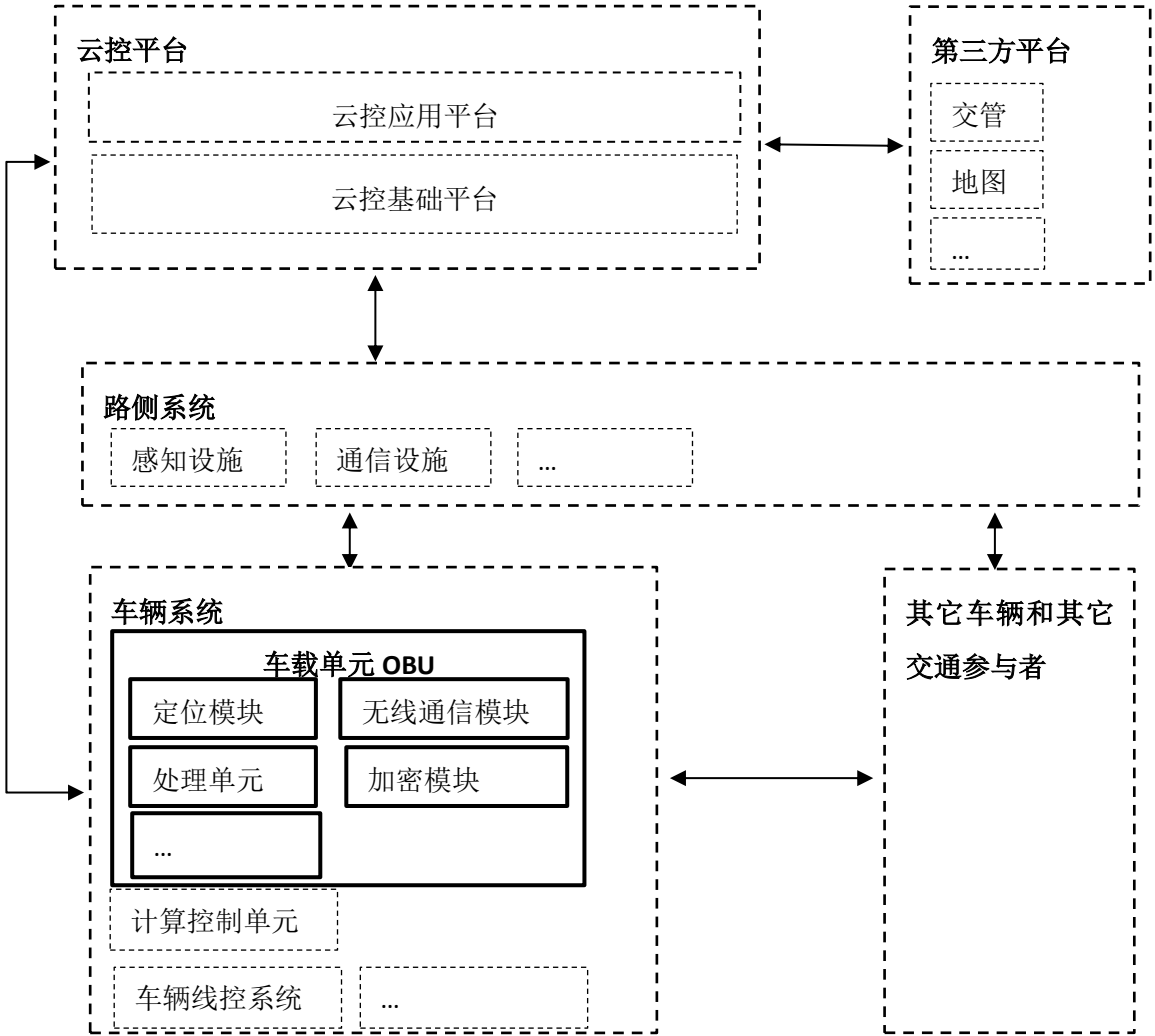 云控平台
云控应用平台
云控基础平台
第三方平台
交管
地图
...
路侧系统
感知设施
通信设施
...
车辆系统
车载单元 OBU
定位模块
无线通信模块
处理单元
加密模块
...
计算控制单元
车辆线控系统
...
其它车辆和其它
交通参与者